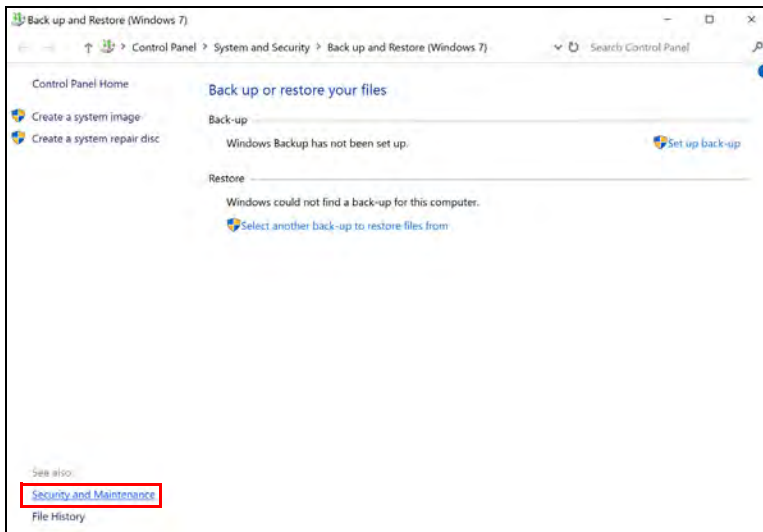 Back up and Restore (Windows 7)
Control Panel > System and Security > Back up and Restore (Windows 7)
Search Control Panel
Control Panel Home
Create a system image
Create a system repair disc
Back up or restore your files
Back-up
Windows Backup has not been set up.
Set up back-up
Restore
Windows could not find a back-up for this computer.
Select another back-up to restore files from
See also
Security and Maintenance
File History